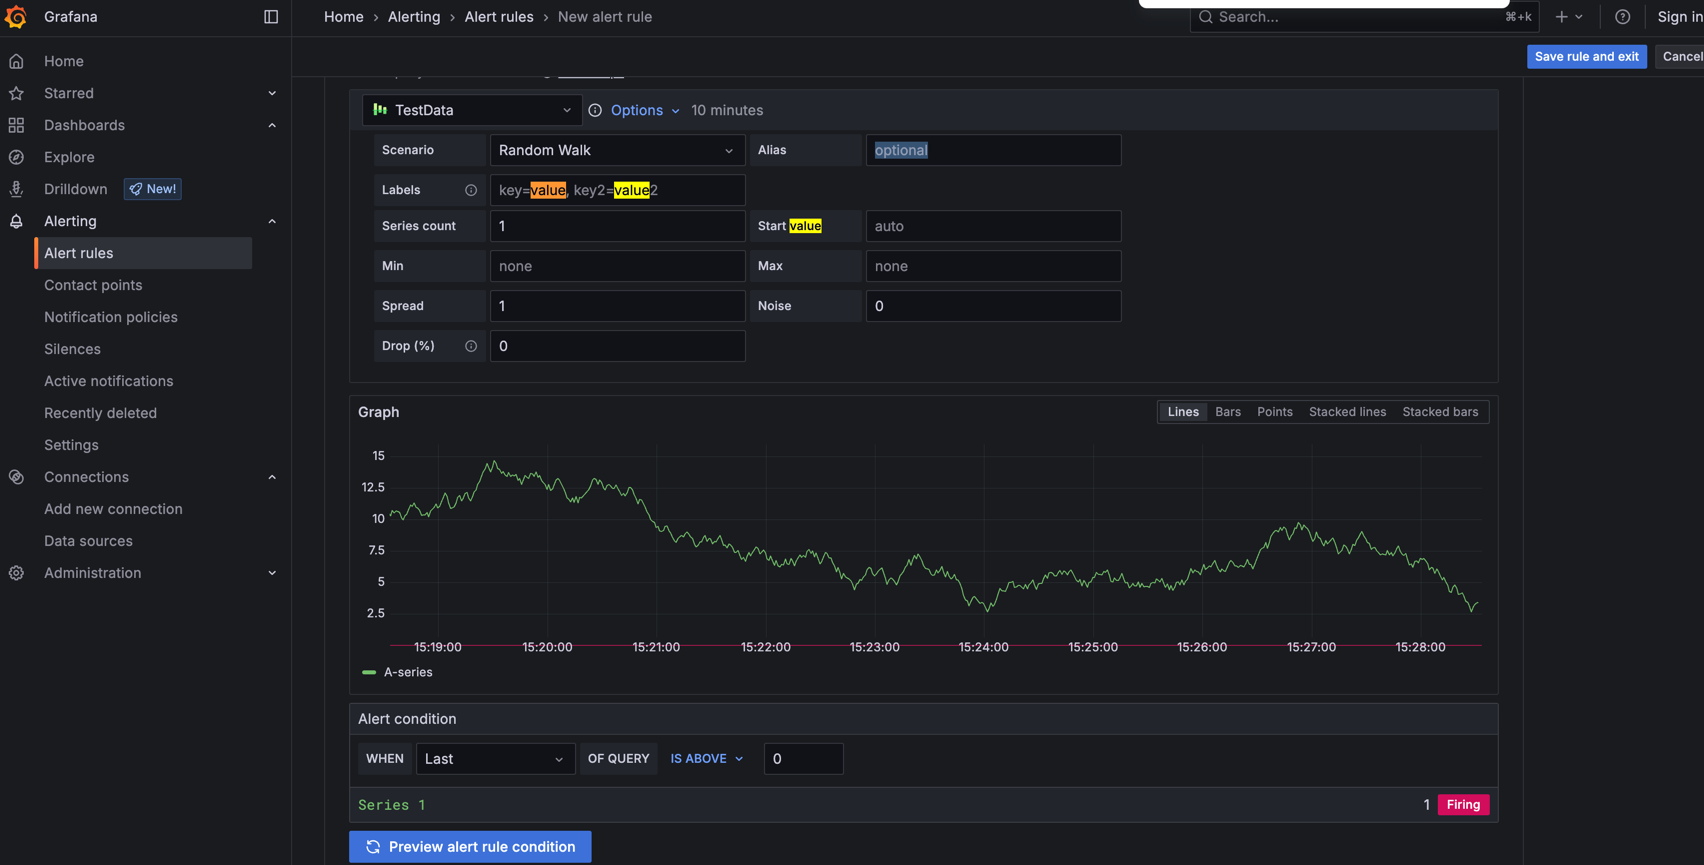 Grafana
Home › Alerting › Alert rules › New alert rule
Search...
⌘+k
Sign in
Save rule and exit
Cancel
Home
Starred
Dashboards
Explore
Drilldown
New!
Alerting
Alert rules
Contact points
Notification policies
Silences
Active notifications
Recently deleted
Settings
Connections
Add new connection
Data sources
Administration
TestData
Options
10 minutes
Scenario
Random Walk
Alias
optional
Labels
key=value, key2=value2
Series count
1
Start value
auto
Min
none
Max
none
Spread
1
Noise
0
Drop (%)
0
Graph
Lines
Bars
Points
Stacked lines
Stacked bars
15
12.5
10
7.5
5
2.5
15:19:00
15:20:00
15:21:00
15:22:00
15:23:00
15:24:00
15:25:00
15:26:00
15:27:00
15:28:00
A-series
Alert condition
WHEN
Last
OF QUERY
IS ABOVE
0
Series 1
1
Firing
Preview alert rule condition